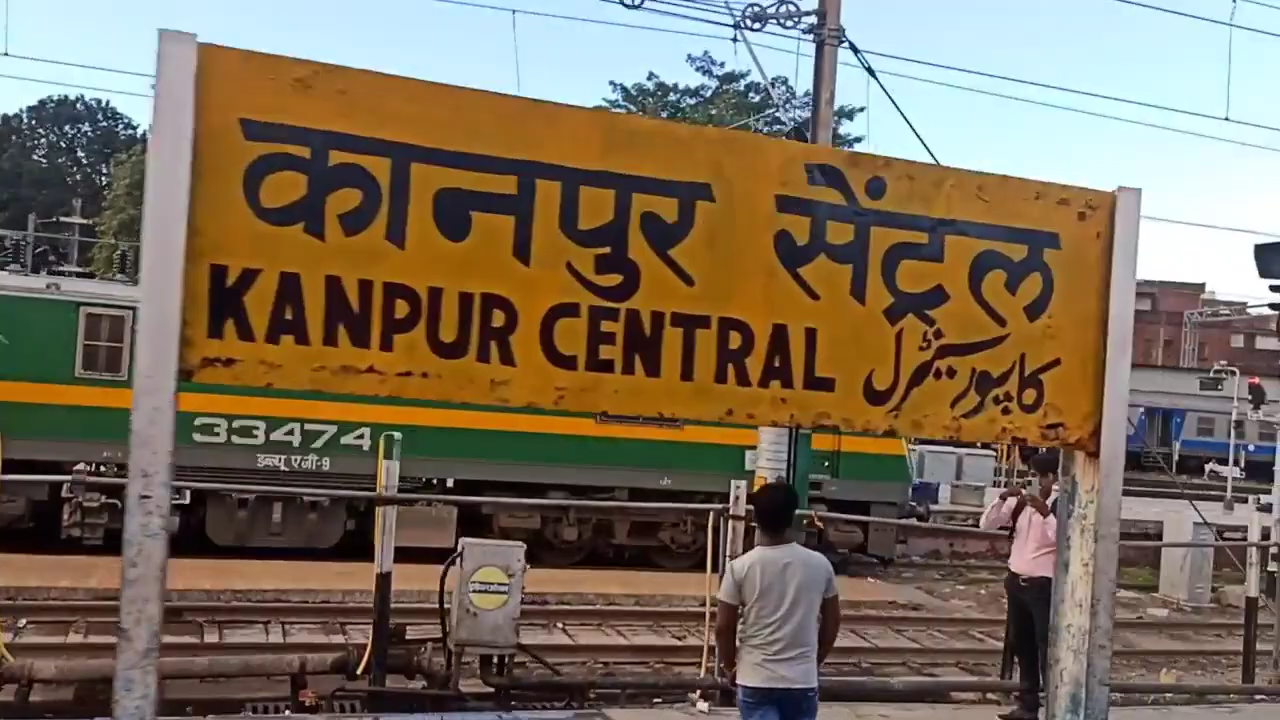 कानपुर सेंट्रल
KANPUR CENTRAL
کانپور سینٹرل
33474
डब्ल्यू एजी-9